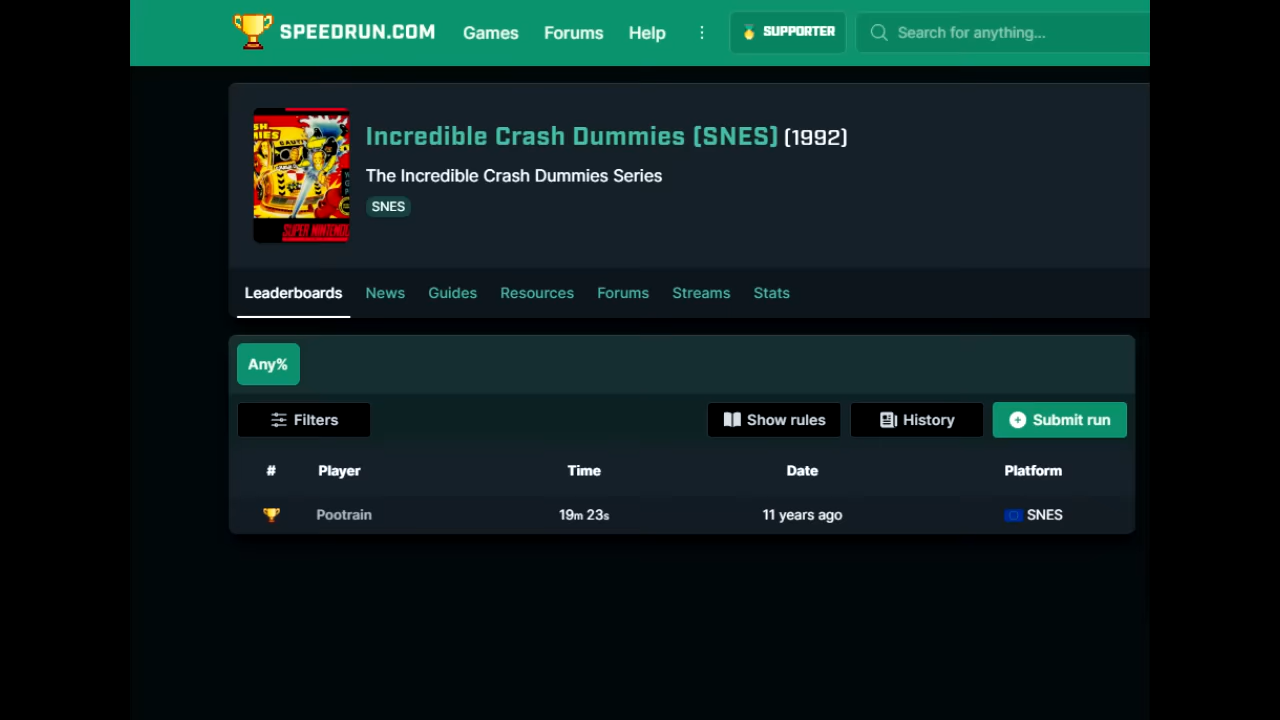 SPEEDRUN.COM Games Forums Help SUPPORTER Search for anything...
Incredible Crash Dummies (SNES) (1992)
The Incredible Crash Dummies Series
SNES
SUPER NINTENDO
Leaderboards News Guides Resources Forums Streams Stats
Any%
Filters Show rules History Submit run
# Player Time Date Platform
Pootrain 19m 23s 11 years ago SNES